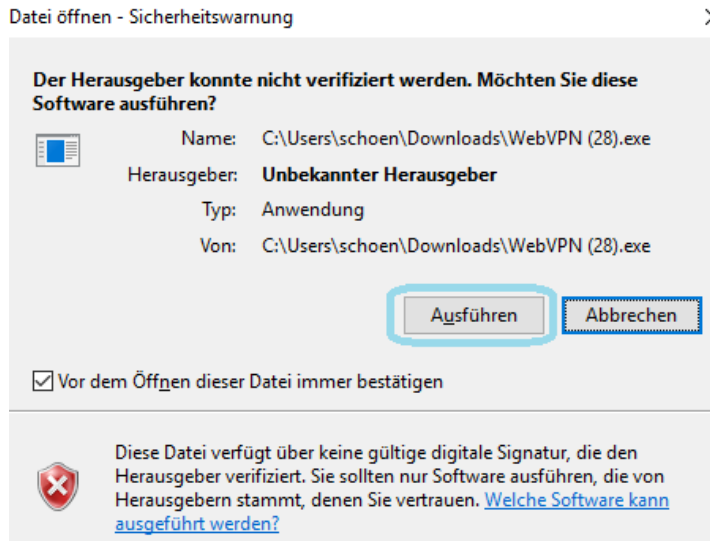 Datei öffnen - Sicherheitswarnung
Der Herausgeber konnte nicht verifiziert werden. Möchten Sie diese
Software ausführen?
Name: C:\Users\schoen\Downloads\WebVPN (28).exe
Herausgeber: Unbekannter Herausgeber
Typ: Anwendung
Von: C:\Users\schoen\Downloads\WebVPN (28).exe
Ausführen Abbrechen
Vor dem Öffnen dieser Datei immer bestätigen
Diese Datei verfügt über keine gültige digitale Signatur, die den
Herausgeber verifiziert. Sie sollten nur Software ausführen, die von
Herausgebern stammt, denen Sie vertrauen. Welche Software kann
ausgeführt werden?